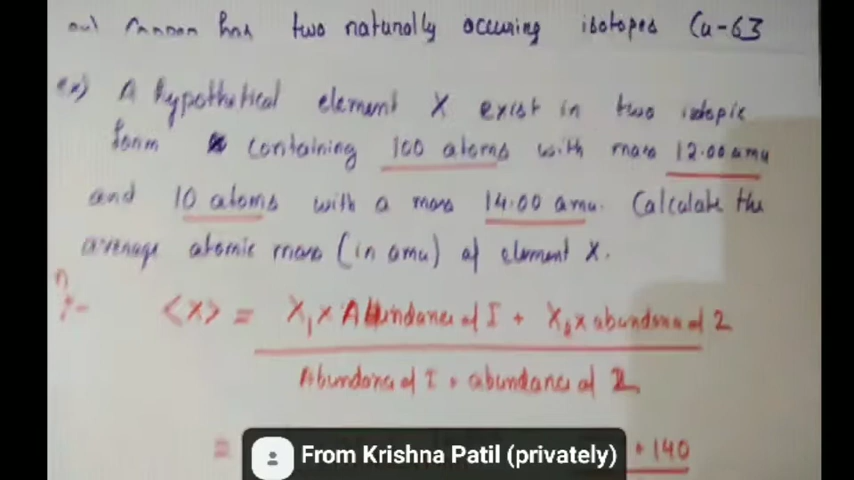 has two naturally occuring isotopes Cu-63
ex) A hypothetical element X exist in two isotopic
form containing 100 atoms with mass 12.00 amu
and 10 atoms with a mass 14.00 amu. Calculate the
average atomic mass (in amu) of element X.
<X> = X₁ x Abundance of I + X₂ x abundance of 2
Abundance of I + abundance of 2
= + 140
From Krishna Patil (privately)